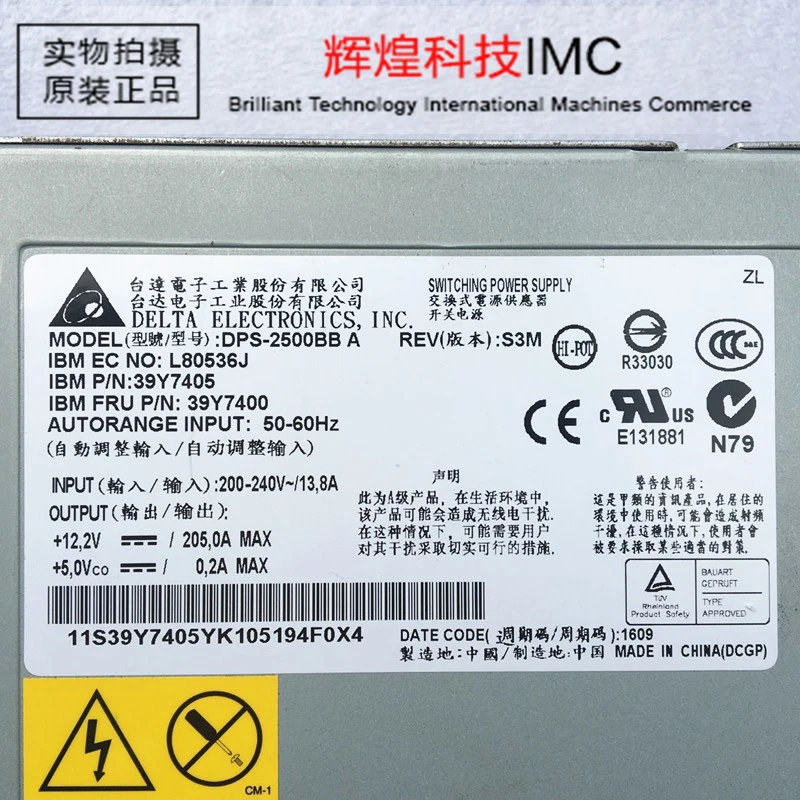 实物拍摄
原装正品
辉煌科技IMC
Brilliant Technology International Machines Commerce
台達電子工業股份有限公司
台达电子工业股份有限公司
DELTA ELECTRONICS, INC.
SWITCHING POWER SUPPLY
交換式電源供應器
开关电源
ZL
MODEL(型號/型号):DPS-2500BB A REV(版本):S3M
IBM EC NO: L80536J
IBM P/N:39Y7405
IBM FRU P/N: 39Y7400
AUTORANGE INPUT: 50-60Hz
(自動調整輸入/自动调整输入)
HI-POT
R33030
CCC S&E
CE
c RU ® US
E131881
N79
INPUT(輸入/输入):200-240V~/13,8A
OUTPUT(輸出/输出):
+12,2V / 205,0A MAX
+5,0Vco / 0,2A MAX
声明
此为A级产品, 在生活环境中,
该产品可能会造成无线电干扰.
在这种情况下, 可能需要用户
对其干扰采取切实可行的措施.
警告使用者:
這是甲類的資訊產品, 在居住的
環境中使用時, 可能會造成射頻
干擾, 在這種情況下, 使用者會
被要求採取某些適當的對策.
TÜV
Rheinland
Product Safety
BAUART
GEPRÜFT
TYPE
APPROVED
11S39Y7405YK105194F0X4
DATE CODE(週期碼/周期码):1609
製造地:中國/制造地:中国 MADE IN CHINA(DCGP)
CM-1